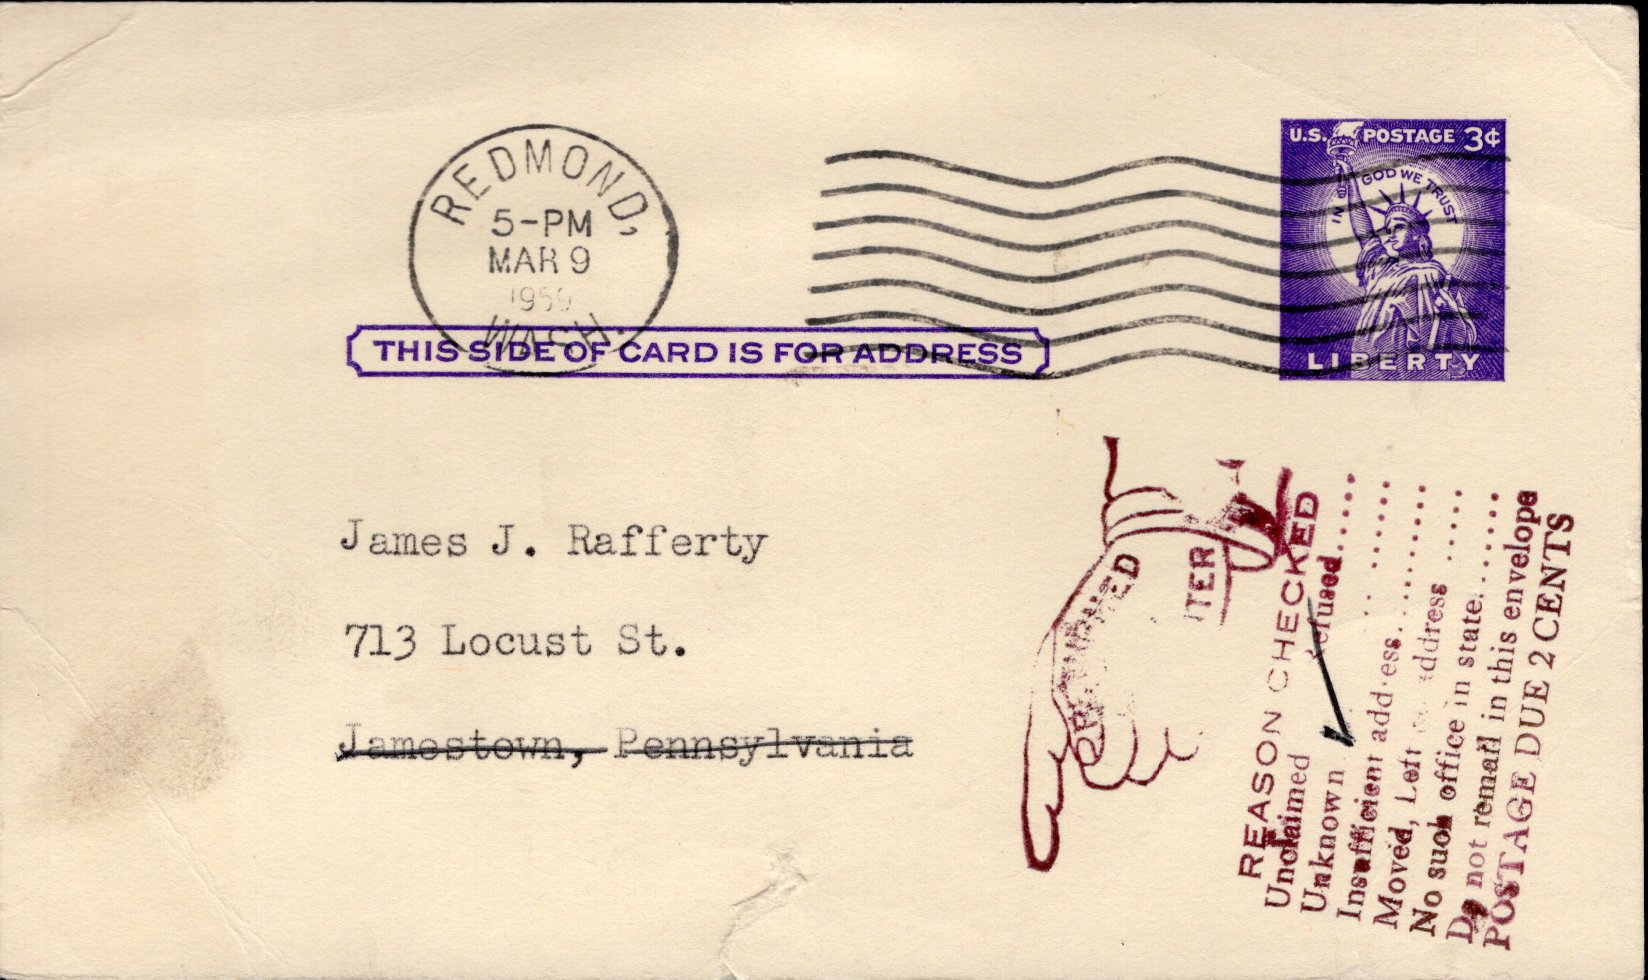 REDMOND,
5-PM
MAR 9
WASH.
THIS SIDE OF CARD IS FOR ADDRESS
U.S. POSTAGE 3¢
IN GOD WE TRUST
LIBERTY
James J. Rafferty
713 Locust St.
Jamestown, Pennsylvania
REASON CHECKED
Unclaimed Refused
Unknown
Insufficient address
Moved, Left no address
No such office in state
Do not remail in this envelope
POSTAGE DUE 2 CENTS